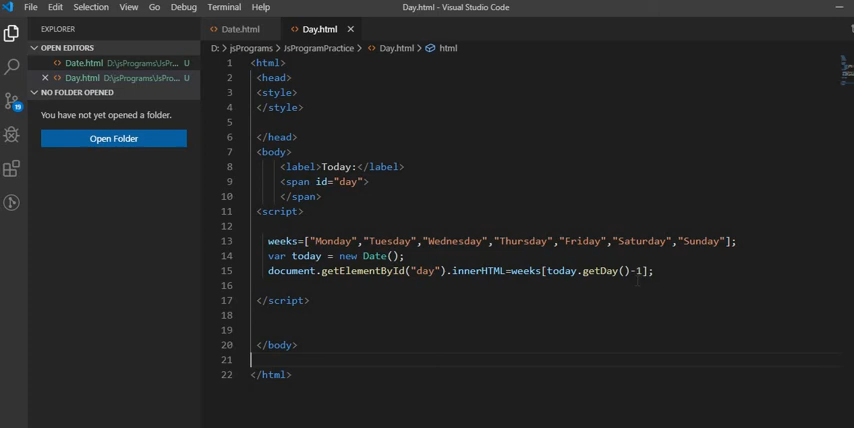 File Edit Selection View Go Debug Terminal Help Day.html - Visual Studio Code
EXPLORER
OPEN EDITORS
Date.html D:\jsPrograms\JsPr... U
Day.html D:\jsPrograms\JsPro... U
NO FOLDER OPENED
You have not yet opened a folder.
Open Folder
19
Date.html Day.html
D: > jsPrograms > JsProgramPractice > Day.html > html
1 <html>
2 <head>
3 <style>
4 </style>
5
6 </head>
7 <body>
8 <label>Today:</label>
9 <span id="day">
10 </span>
11 <script>
12
13 weeks=["Monday","Tuesday","Wednesday","Thursday","Friday","Saturday","Sunday"];
14 var today = new Date();
15 document.getElementById("day").innerHTML=weeks[today.getDay()-1];
16
17 </script>
18
19
20 </body>
21
22 </html>